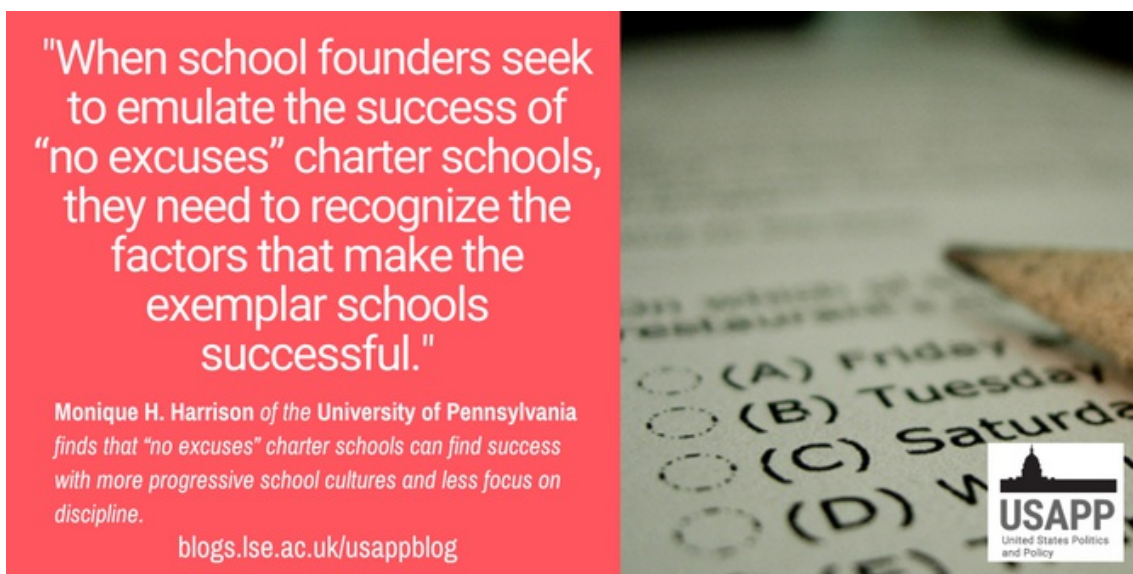 "When school founders seek
to emulate the success of
“no excuses” charter schools,
they need to recognize the
factors that make the
exemplar schools
successful."
Monique H. Harrison of the University of Pennsylvania
finds that “no excuses” charter schools can find success
with more progressive school cultures and less focus on
discipline.
blogs.lse.ac.uk/usappblog
(A) Friday
(B) Tuesday
(C) Saturda
(D) W
USAPP
United States Politics
and Policy